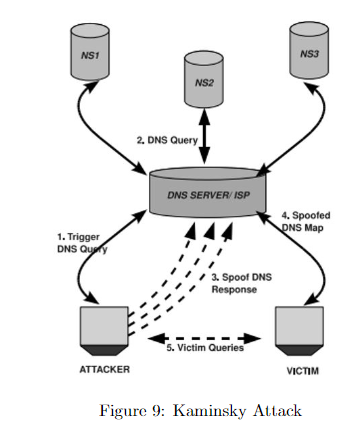 NS1
NS2
NS3
2. DNS Query
DNS SERVER/ ISP
1. Trigger
DNS Query
4. Spoofed
DNS Map
3. Spoof DNS
Response
5. Victim Queries
ATTACKER
VICTIM
Figure 9: Kaminsky Attack